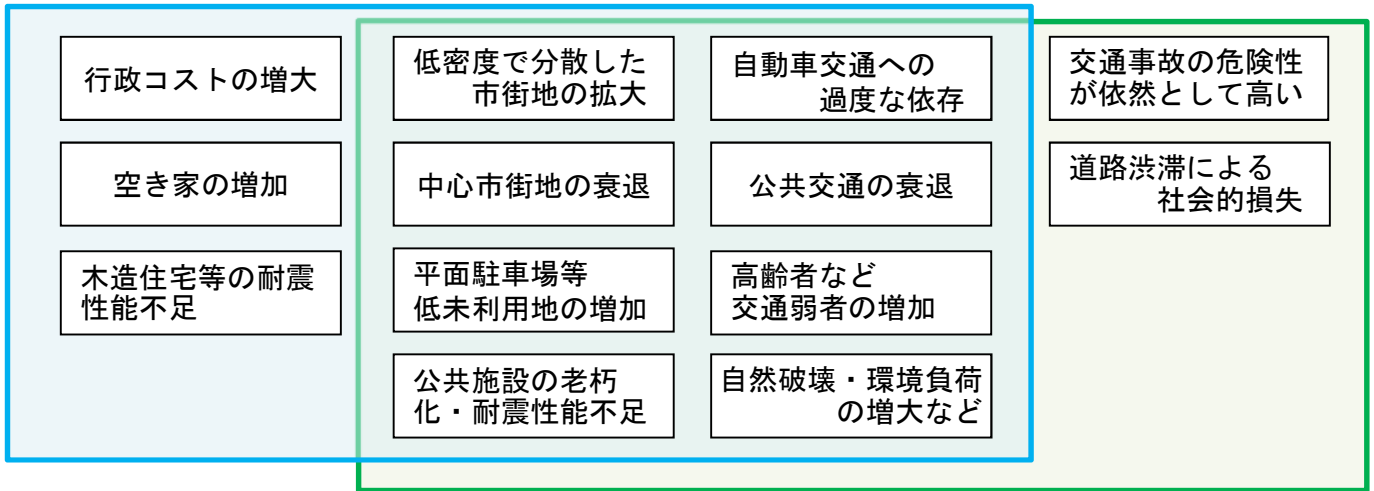 行政コストの増大
低密度で分散した
市街地の拡大
自動車交通への
過度な依存
交通事故の危険性
が依然として高い
空き家の増加
中心市街地の衰退
公共交通の衰退
道路渋滞による
社会的損失
木造住宅等の耐震
性能不足
平面駐車場等
低未利用地の増加
高齢者など
交通弱者の増加
公共施設の老朽
化・耐震性能不足
自然破壊・環境負荷
の増大など